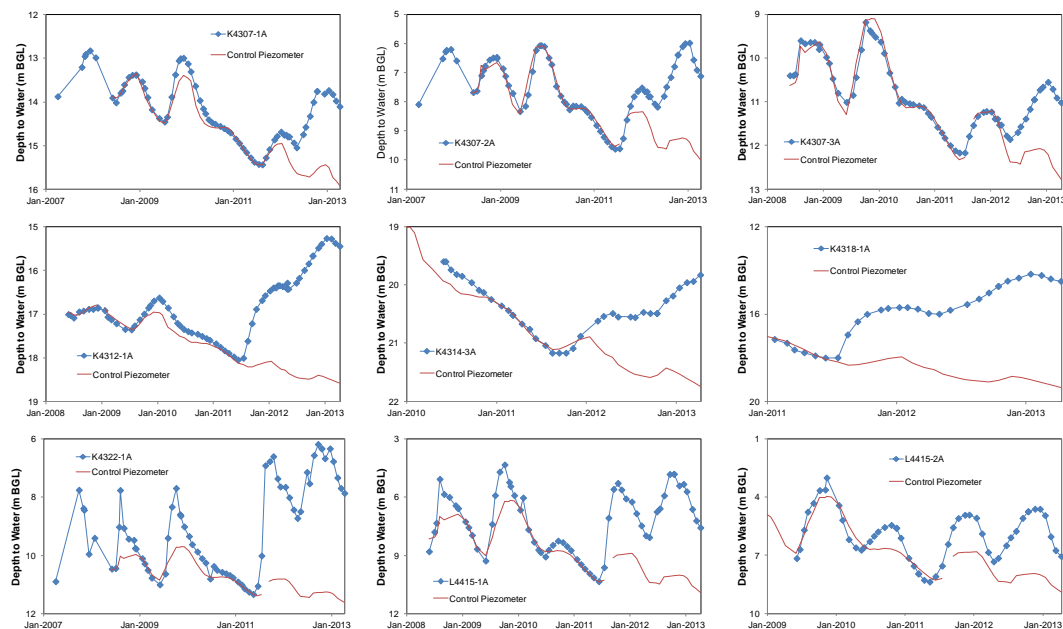 Depth to Water (m BGL)
12
13
14
15
16
K4307-1A
Control Piezometer
Jan-2007
Jan-2009
Jan-2011
Jan-2013
Depth to Water (m BGL)
5
6
7
8
9
10
K4307-2A
Control Piezometer
Jan-2007
Jan-2009
Jan-2011
Jan-2013
Depth to Water (m BGL)
9
10
11
12
13
K4307-3A
Control Piezometer
Jan-2008
Jan-2009
Jan-2010
Jan-2011
Jan-2012
Jan-2013
Depth to Water (m BGL)
15
16
17
18
19
K4312-1A
Control Piezometer
Jan-2008
Jan-2009
Jan-2010
Jan-2011
Jan-2012
Jan-2013
Depth to Water (m BGL)
19
20
21
22
K4314-3A
Control Piezometer
Jan-2010
Jan-2011
Jan-2012
Jan-2013
Depth to Water (m BGL)
12
16
20
K4318-1A
Control Piezometer
Jan-2011
Jan-2012
Jan-2013
Depth to Water (m BGL)
6
8
10
12
K4322-1A
Control Piezometer
Jan-2007
Jan-2009
Jan-2011
Jan-2013
Depth to Water (m BGL)
3
6
9
12
L4415-1A
Control Piezometer
Jan-2008
Jan-2009
Jan-2010
Jan-2011
Jan-2012
Jan-2013
Depth to Water (m BGL)
1
4
7
10
L4415-2A
Control Piezometer
Jan-2009
Jan-2010
Jan-2011
Jan-2012
Jan-2013